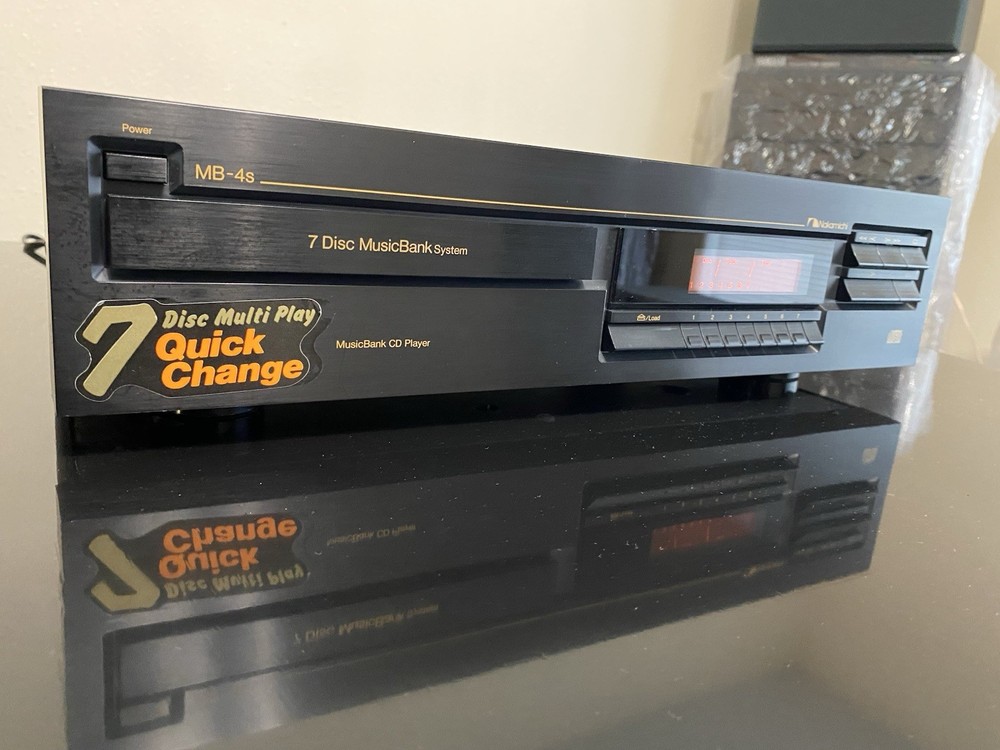 Power
MB-4s
Nakamichi
7 Disc MusicBank System
7
Disc Multi Play
Quick
Change
MusicBank CD Player
/Load 1 2 3 4 5 6 7